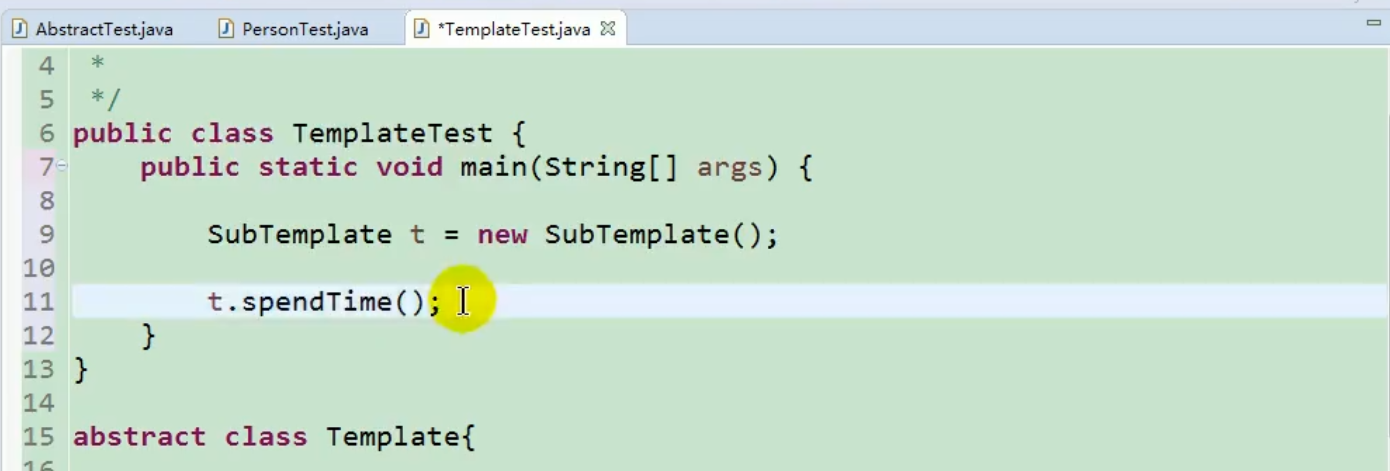 AbstractTest.java PersonTest.java *TemplateTest.java
4 *
5 */
6 public class TemplateTest {
7 public static void main(String[] args) {
8
9 SubTemplate t = new SubTemplate();
10
11 t.spendTime();
12 }
13 }
14
15 abstract class Template{
16